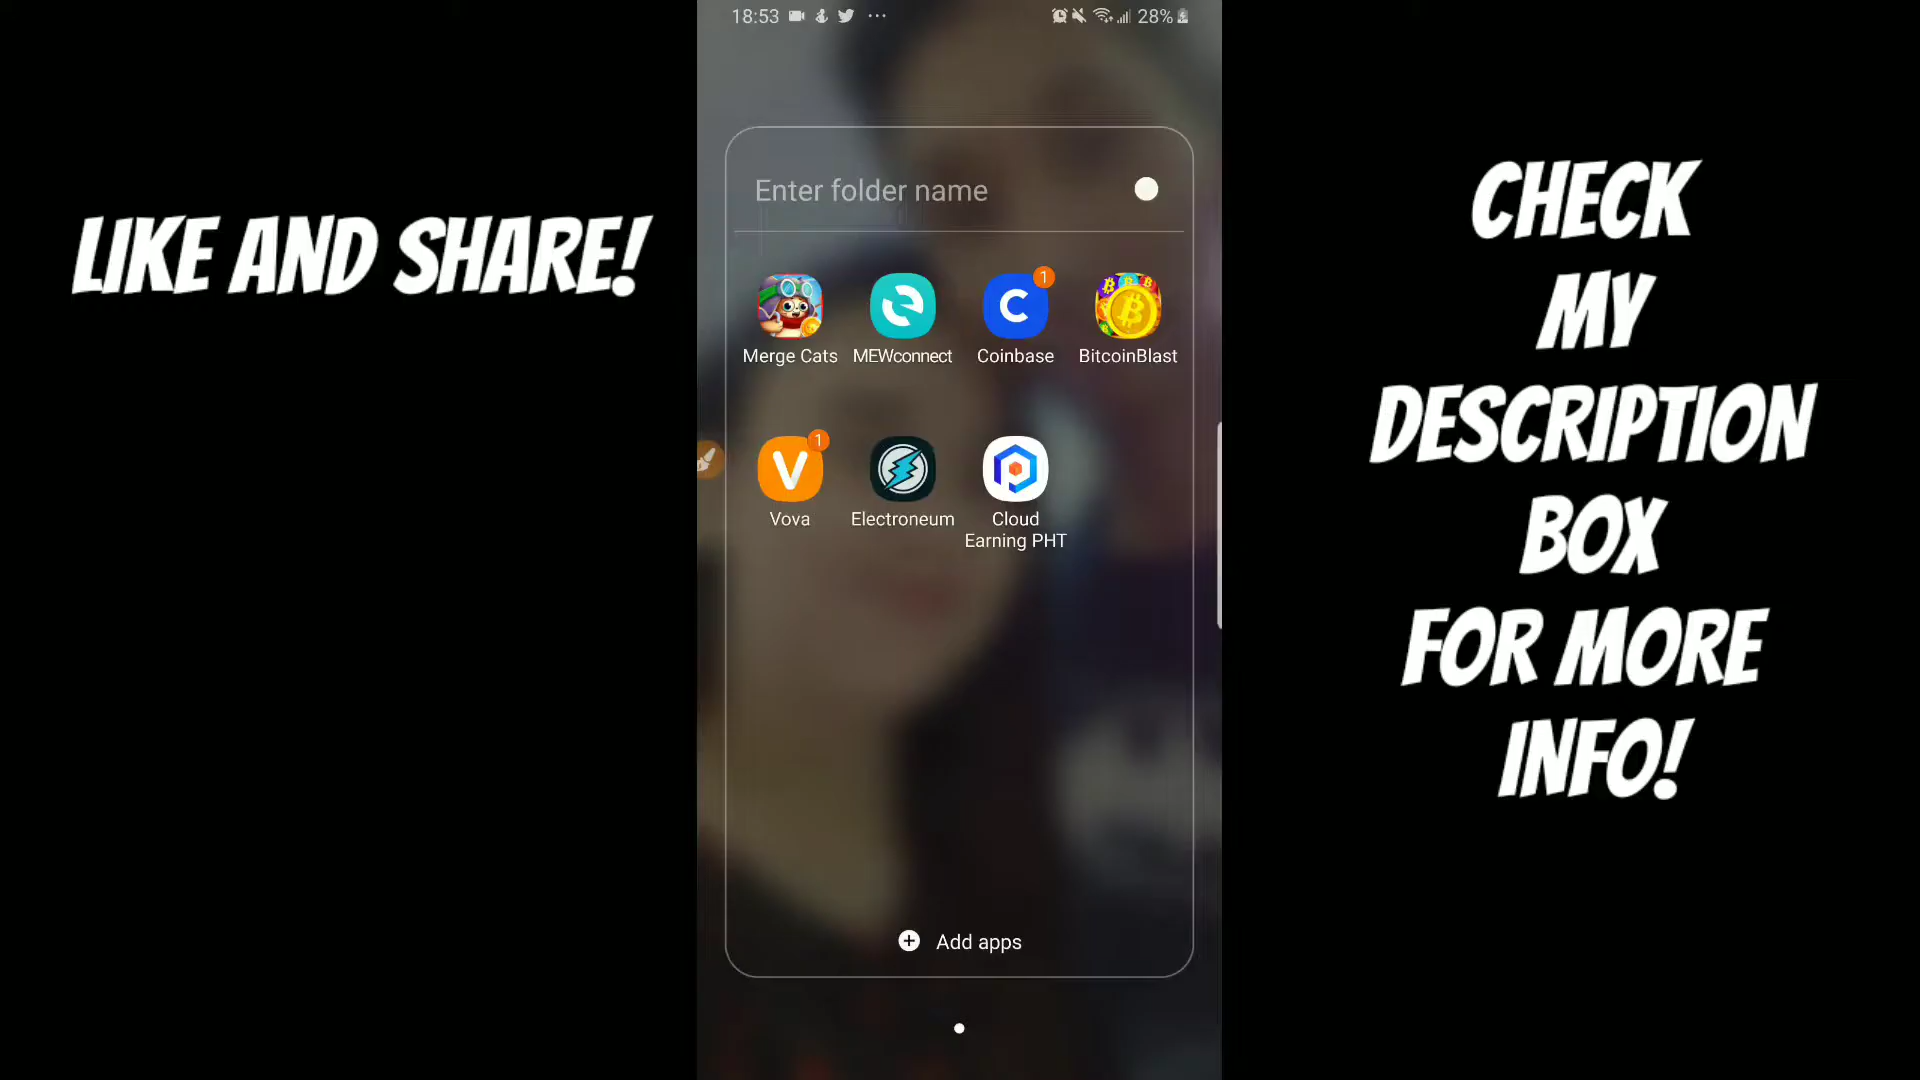 18:53
28%
LIKE AND SHARE!
Enter folder name
1
Merge Cats
MEWconnect
Coinbase
BitcoinBlast
1
Vova
Electroneum
Cloud
Earning PHT
Add apps
CHECK
MY
DESCRIPTION
BOX
FOR MORE
INFO!